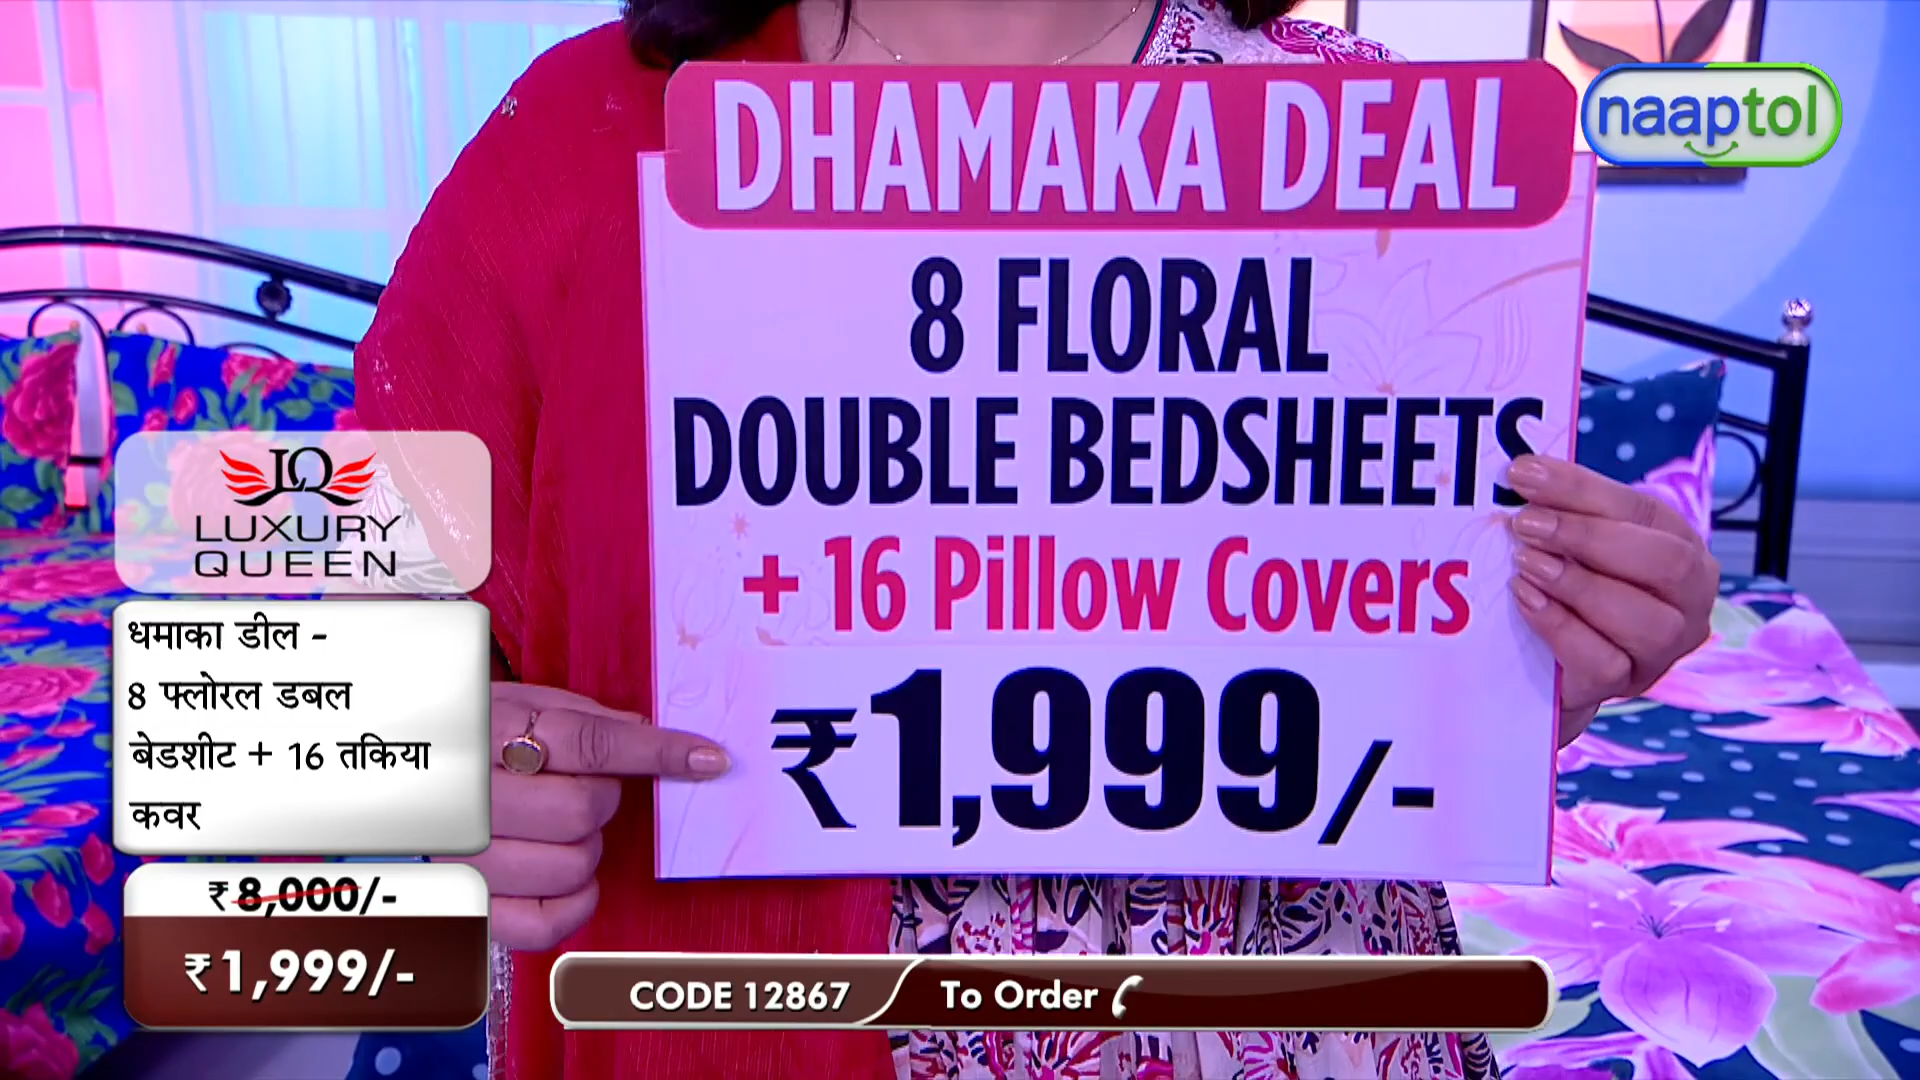 DHAMAKA DEAL
8 FLORAL
DOUBLE BEDSHEETS
+ 16 Pillow Covers
₹1,999/-
naaptol
LQ
LUXURY
QUEEN
धमाका डील -
8 फ्लोरल डबल
बेडशीट + 16 तकिया
कवर
₹8,000/-
₹1,999/-
CODE 12867
To Order